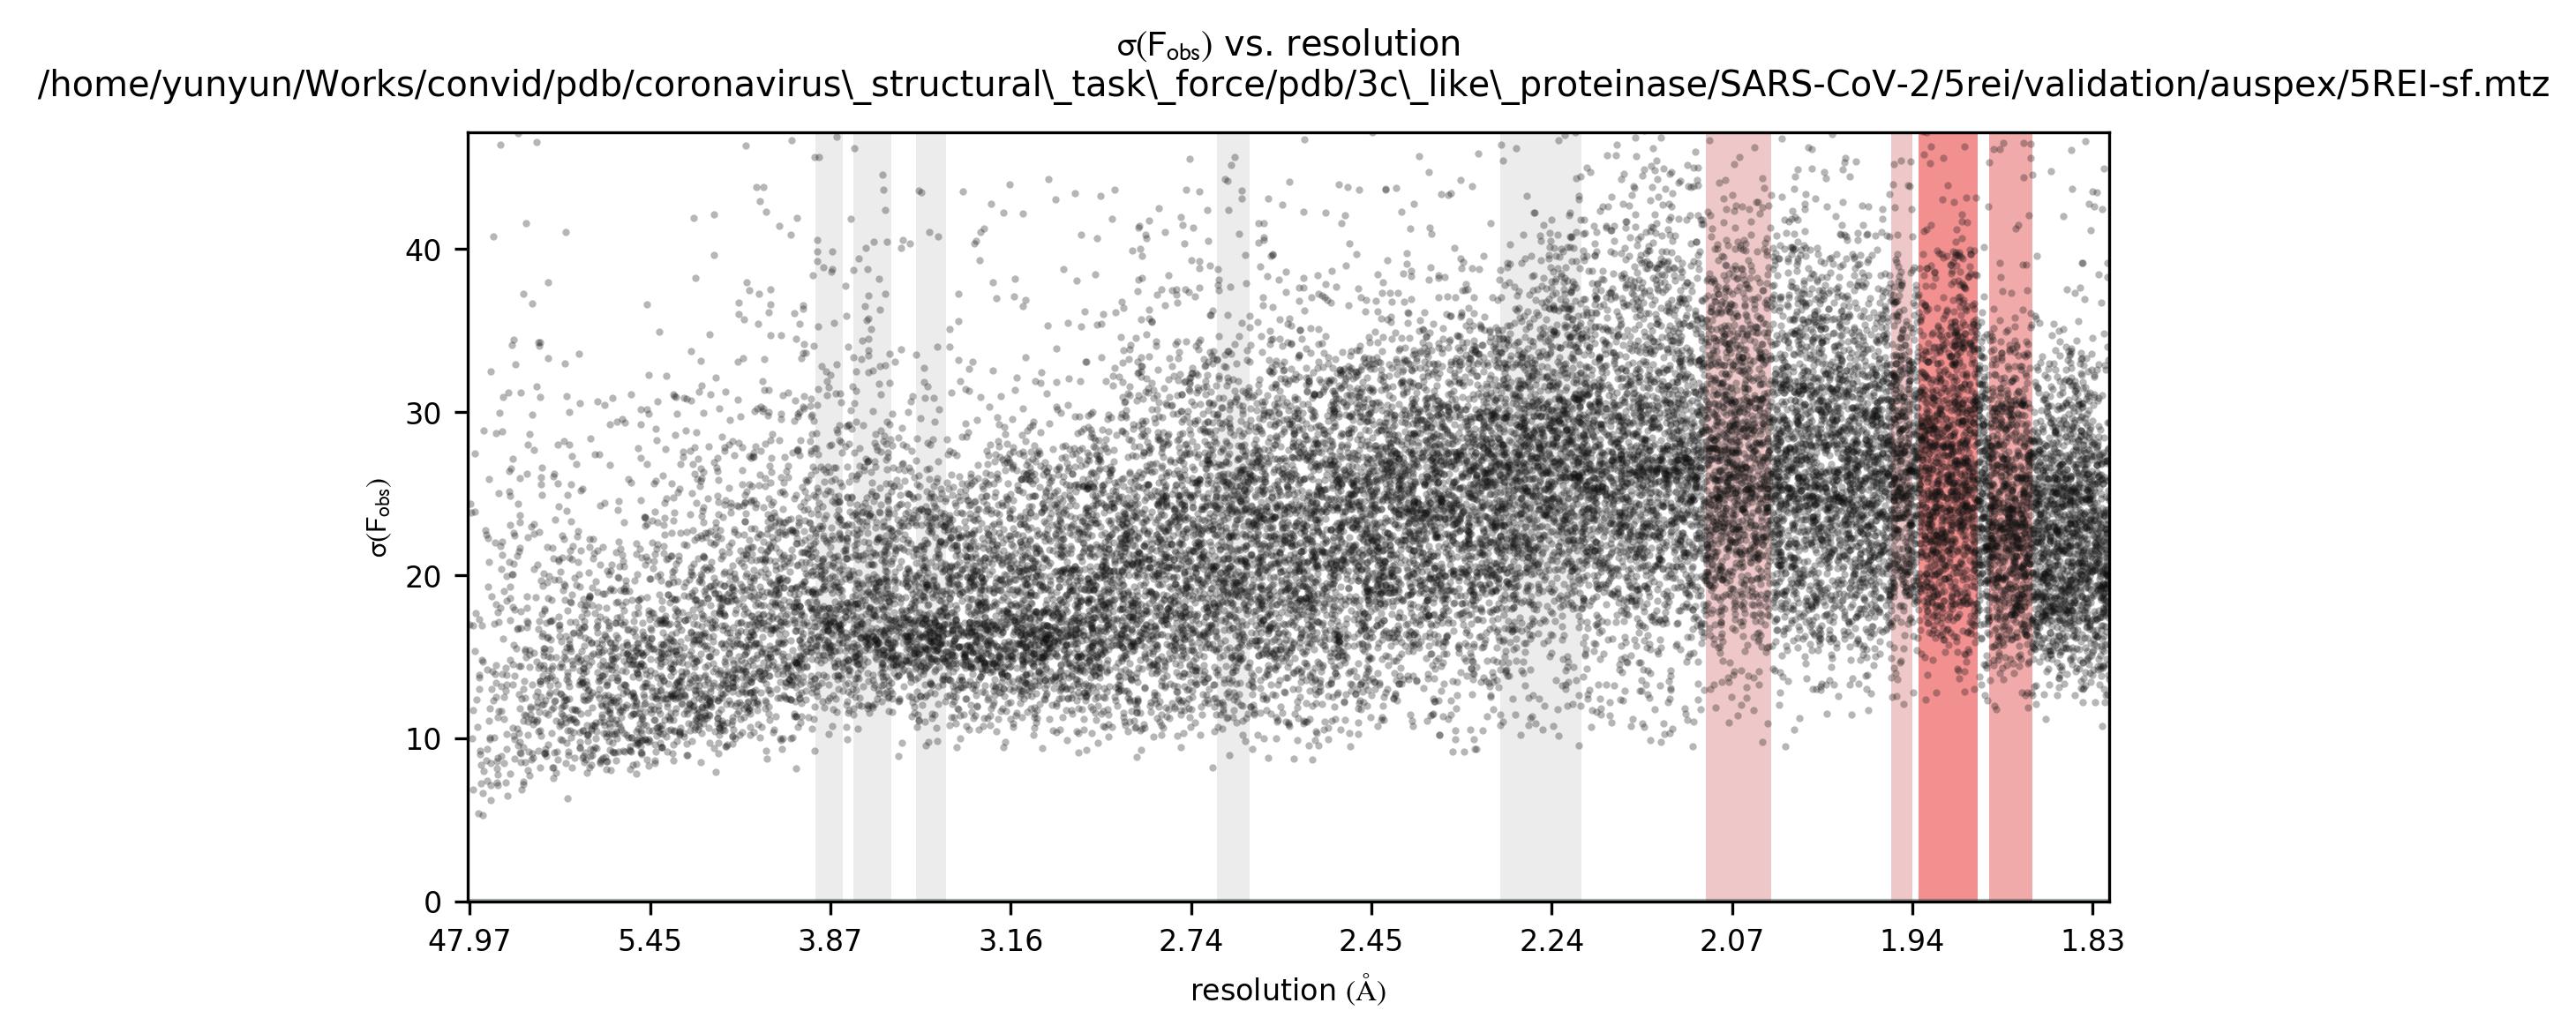 σ(Fobs) vs. resolution
/home/yunyun/Works/convid/pdb/coronavirus\_structural\_task\_force/pdb/3c\_like\_proteinase/SARS-CoV-2/5rei/validation/auspex/5REI-sf.mtz
σ(Fobs)
40
30
20
10
0
47.97 5.45 3.87 3.16 2.74 2.45 2.24 2.07 1.94 1.83
resolution (Å)